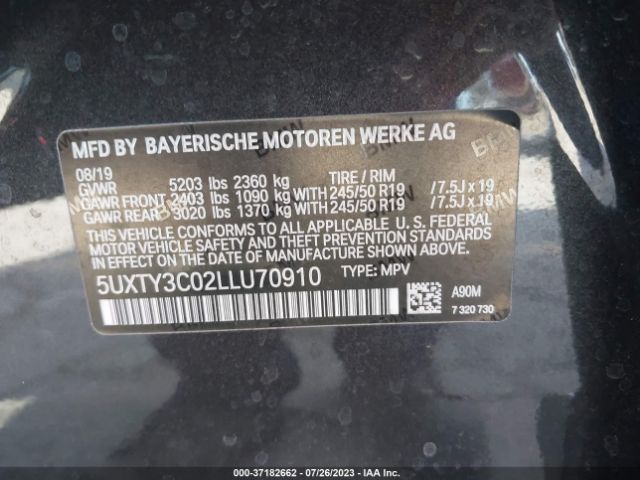 MFD BY BAYERISCHE MOTOREN WERKE AG
08/19 TIRE / RIM
GVWR 5203 lbs 2360 kg
GAWR FRONT 2403 lbs 1090 kg WITH 245/50 R19 /7.5J x 19
GAWR REAR 3020 lbs 1370 kg WITH 245/50 R19 /7.5J x 19
THIS VEHICLE CONFORMS TO ALL APPLICABLE U. S. FEDERAL
MOTOR VEHICLE SAFETY, BUMPER, AND THEFT PREVENTION
STANDARDS IN EFFECT ON THE DATE OF MANUFACTURE SHOWN ABOVE.
5UXTY3C02LLU70910 TYPE: MPV
A90M
7 320 730
000-37182662 / 07/26/2023 / IAA Inc.